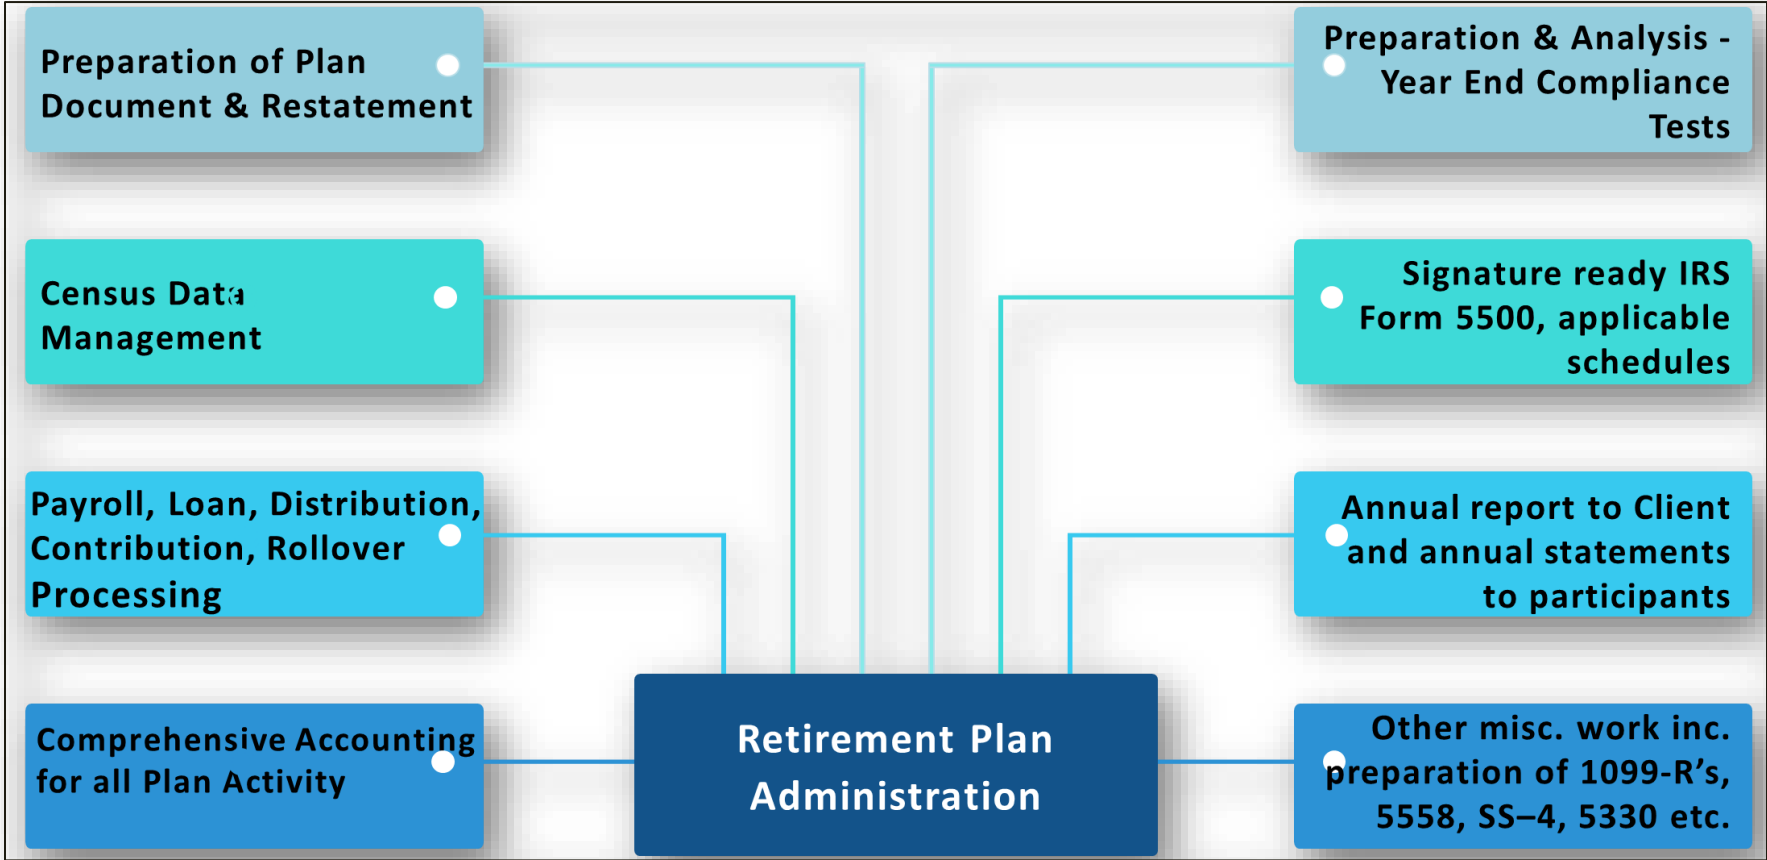 Preparation of Plan
Document & Restatement
Census Data
Management
Payroll, Loan, Distribution,
Contribution, Rollover
Processing
Comprehensive Accounting
for all Plan Activity
Retirement Plan
Administration
Preparation & Analysis -
Year End Compliance
Tests
Signature ready IRS
Form 5500, applicable
schedules
Annual report to Client
and annual statements
to participants
Other misc. work inc.
preparation of 1099-R’s,
5558, SS–4, 5330 etc.